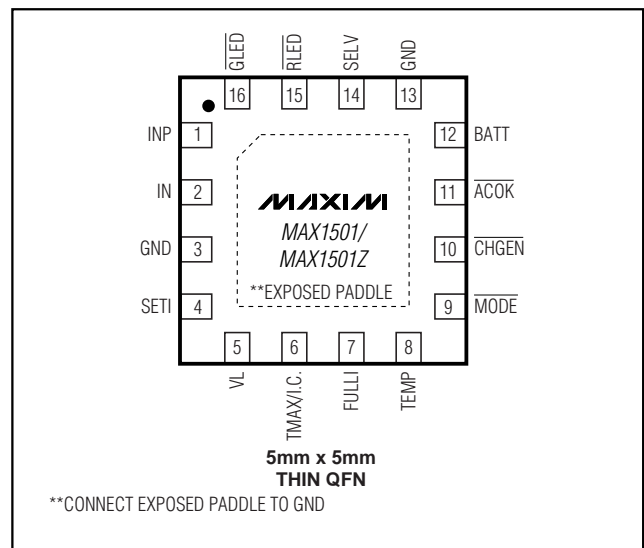 GLED RLED SELV GND
16 15 14 13
INP 1 12 BATT
IN 2 11 ACOK
GND 3 10 CHGEN
SETI 4 9 MODE
MAXIM
MAX1501/
MAX1501Z
**EXPOSED PADDLE
5 6 7 8
VL TMAX/I.C. FULLI TEMP
5mm x 5mm
THIN QFN
**CONNECT EXPOSED PADDLE TO GND